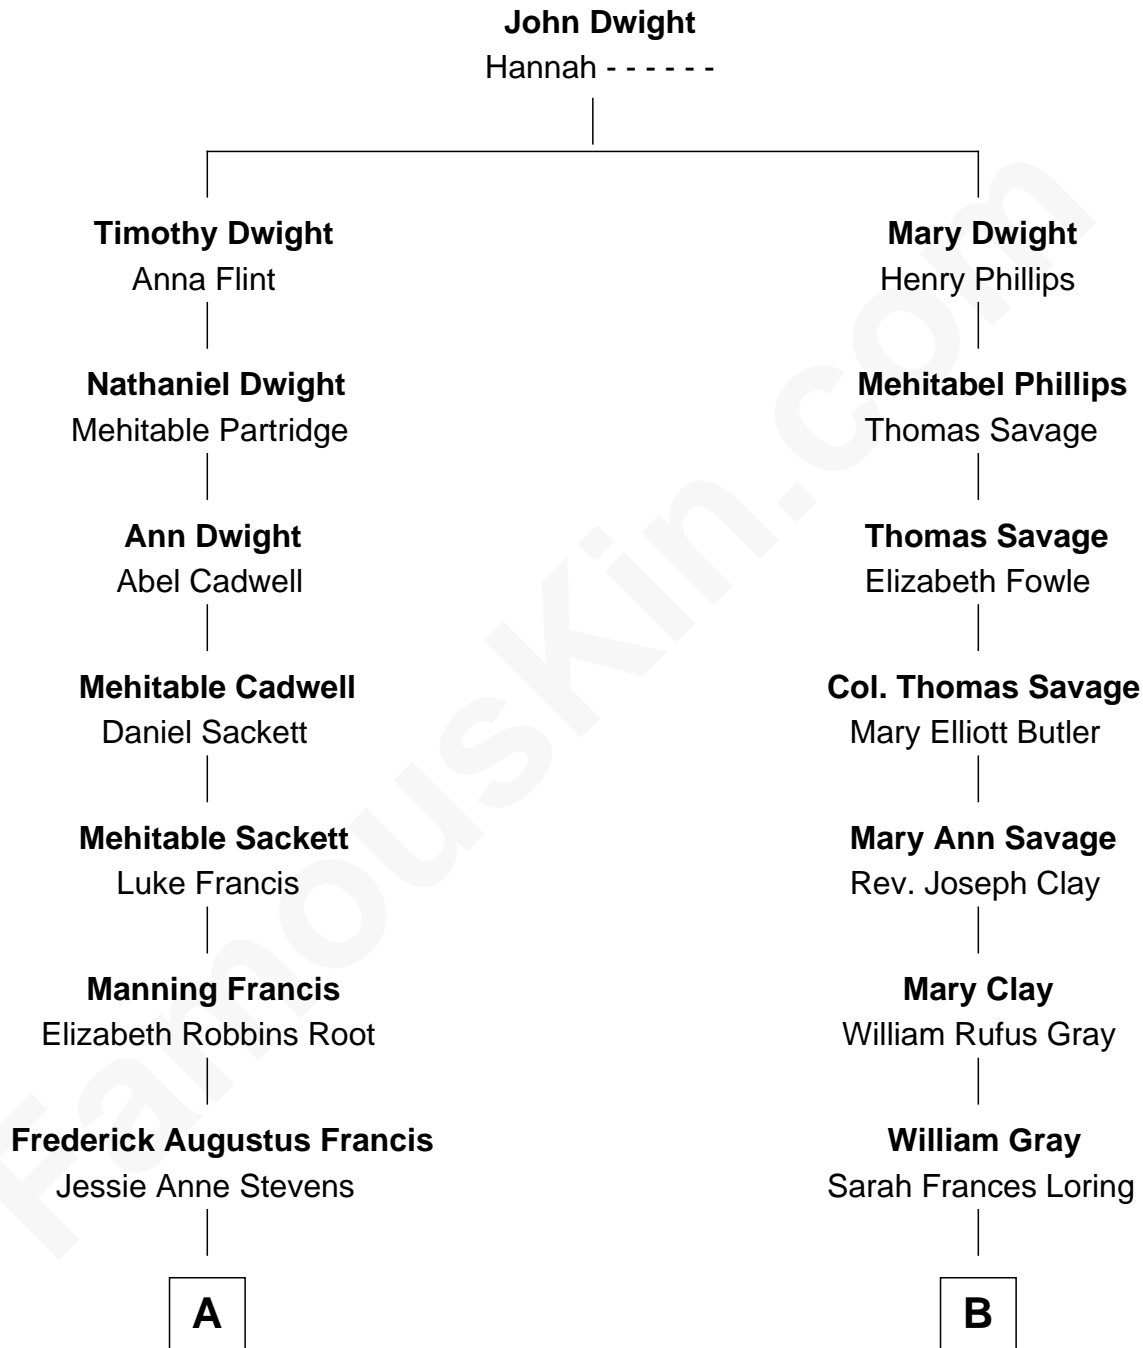 John Dwight
Hannah - - - - - -
Timothy Dwight
Anna Flint
Mary Dwight
Henry Phillips
Nathaniel Dwight
Mehitable Partridge
Mehitabel Phillips
Thomas Savage
Ann Dwight
Abel Cadwell
Thomas Savage
Elizabeth Fowle
Mehitable Cadwell
Daniel Sackett
Col. Thomas Savage
Mary Elliott Butler
Mehitable Sackett
Luke Francis
Mary Ann Savage
Rev. Joseph Clay
Manning Francis
Elizabeth Robbins Root
Mary Clay
William Rufus Gray
Frederick Augustus Francis
Jessie Anne Stevens
William Gray
Sarah Frances Loring
A
B
FamousKin.com